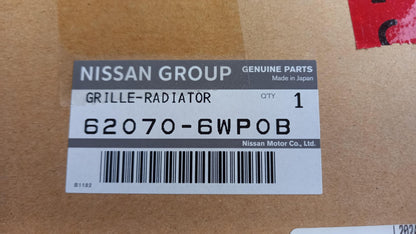 NISSAN GROUP GENUINE PARTS
Made in Japan
GRILLE-RADIATOR Q'TY 1
62070-6WP0B
Nissan Motor Co., Ltd.
B1182